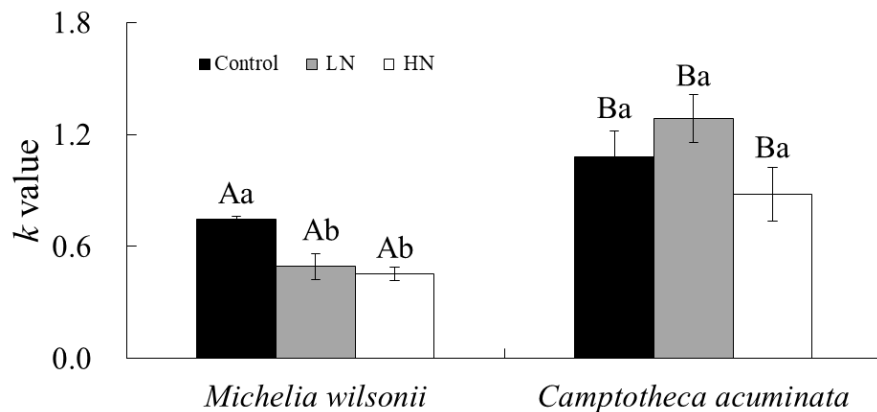 1.8
Control LN HN
Ba
Ba
1.2
Ba
k value
Aa
0.6
Ab
Ab
0.0
Michelia wilsonii Camptotheca acuminata